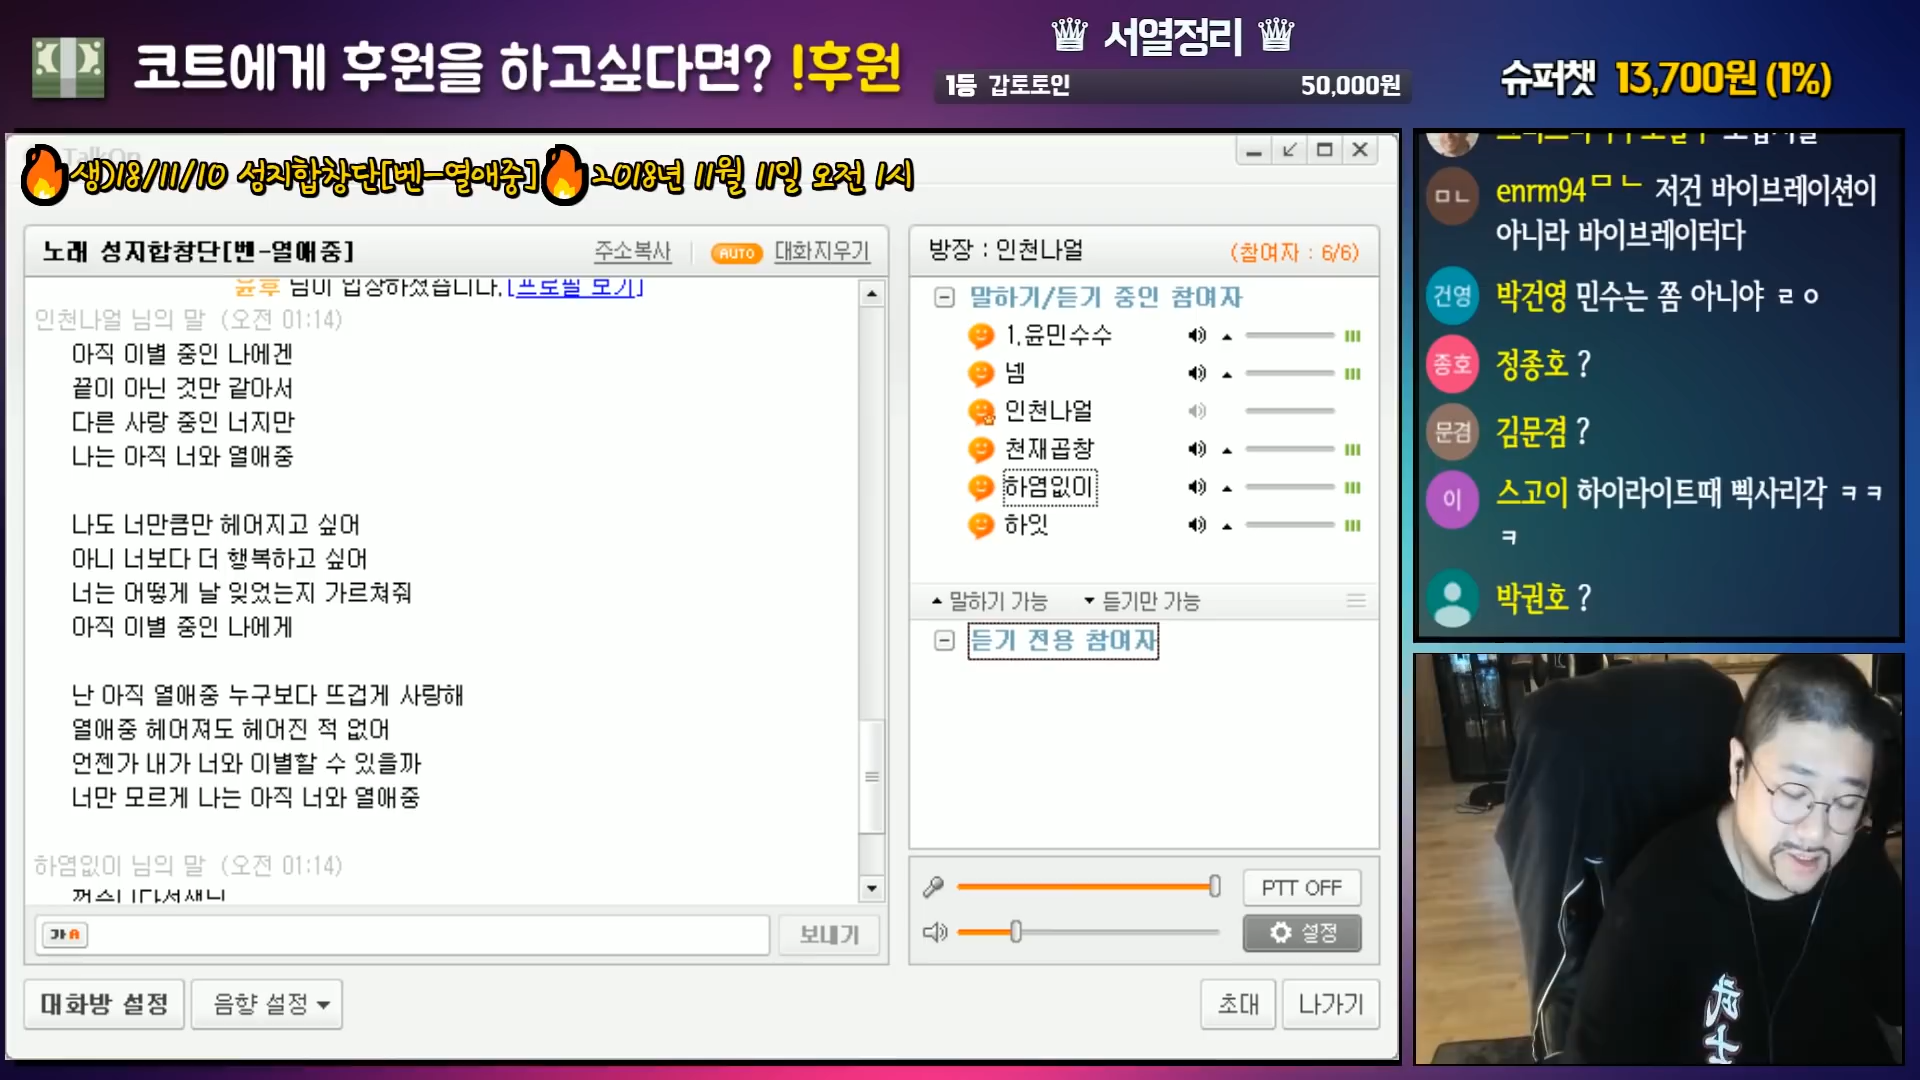 코트에게 후원을 하고싶다면? !후원
서열정리
1등 갑토토인 50,000원
슈퍼챗 13,700원 (1%)
TalkOn
생)18/11/10 성지합창단[벤-열애중] 2018년 11월 11일 오전 1시
노래 성지합창단[벤-열애중] 주소복사 AUTO 대화지우기
윤후 님이 입장하셨습니다.[프로필 보기]
인천나얼 님의 말 (오전 01:14)
아직 이별 중인 나에겐
끝이 아닌 것만 같아서
다른 사랑 중인 너지만
나는 아직 너와 열애중
나도 너만큼만 헤어지고 싶어
아니 너보다 더 행복하고 싶어
너는 어떻게 날 잊었는지 가르쳐줘
아직 이별 중인 나에게
난 아직 열애중 누구보다 뜨겁게 사랑해
열애중 헤어져도 헤어진 적 없어
언젠가 내가 너와 이별할 수 있을까
너만 모르게 나는 아직 너와 열애중
하염없이 님의 말 (오전 01:14)
가A
보내기
대화방 설정 음향 설정
방장 : 인천나얼 (참여자 : 6/6)
말하기/듣기 중인 참여자
1.윤민수수
넴
인천나얼
천재곱창
하염없이
하잇
말하기 가능 듣기만 가능
듣기 전용 참여자
PTT OFF
설정
초대 나가기
ㅁㄴ enrm94ㅁㄴ 저건 바이브레이션이
아니라 바이브레이터다
건영 박건영 민수는 쫌 아니야 ㄹㅇ
종호 정종호 ?
문겸 김문겸 ?
이 스고이 하이라이트때 삑사리각 ㅋㅋ
ㅋ
박권호 ?
武士